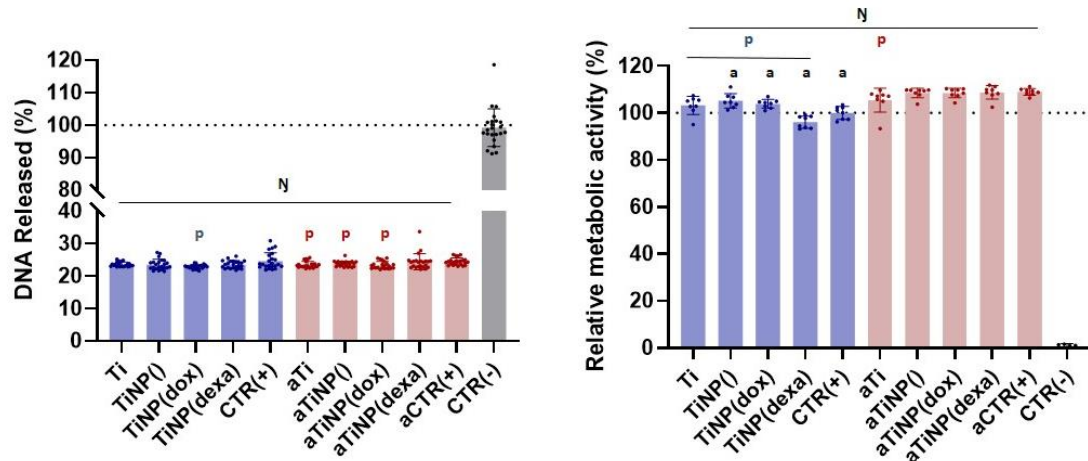 DNA Released (%)
120
110
100
90
80
40
30
20
10
0
Ŋ
p
p
p
p
Ti
TiNP()
TiNP(dox)
TiNP(dexa)
CTR(+)
aTi
aTiNP()
aTiNP(dox)
aTiNP(dexa)
aCTR(+)
CTR(-)
Relative metabolic activity (%)
120
100
80
60
40
20
0
Ŋ
p
p
a
a
a
a
Ti
TiNP()
TiNP(dox)
TiNP(dexa)
CTR(+)
aTi
aTiNP()
aTiNP(dox)
aTiNP(dexa)
aCTR(+)
CTR(-)